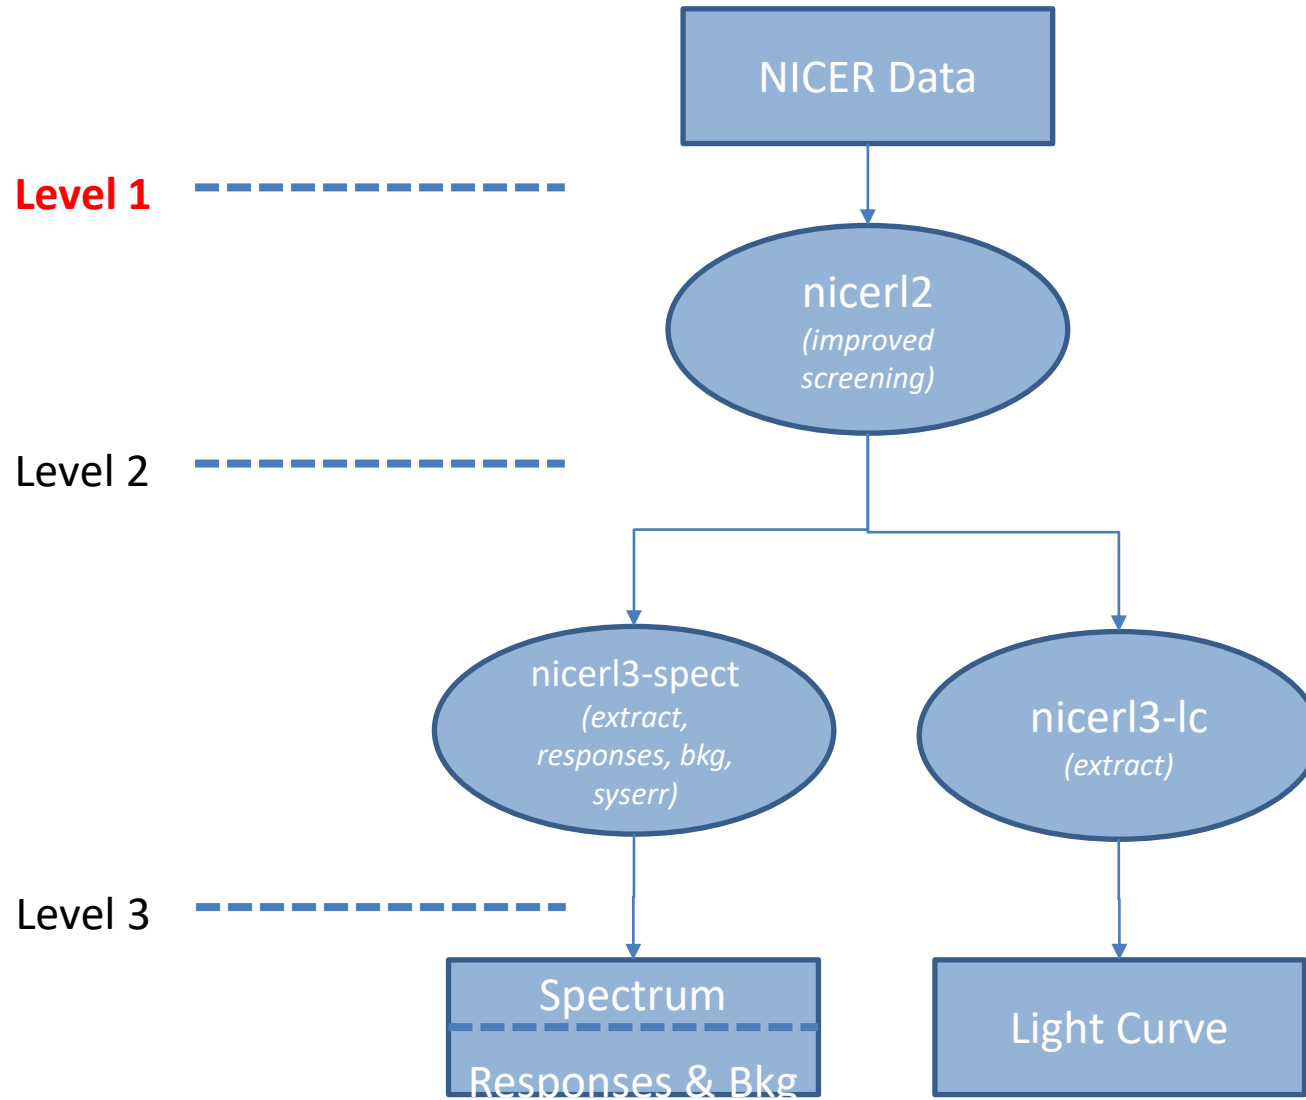 NICER Data
Level 1
nicerl2
(improved
screening)
Level 2
nicerl3-spect
(extract,
responses, bkg,
syserr)
nicerl3-lc
(extract)
Level 3
Spectrum
Responses & Bkg
Light Curve